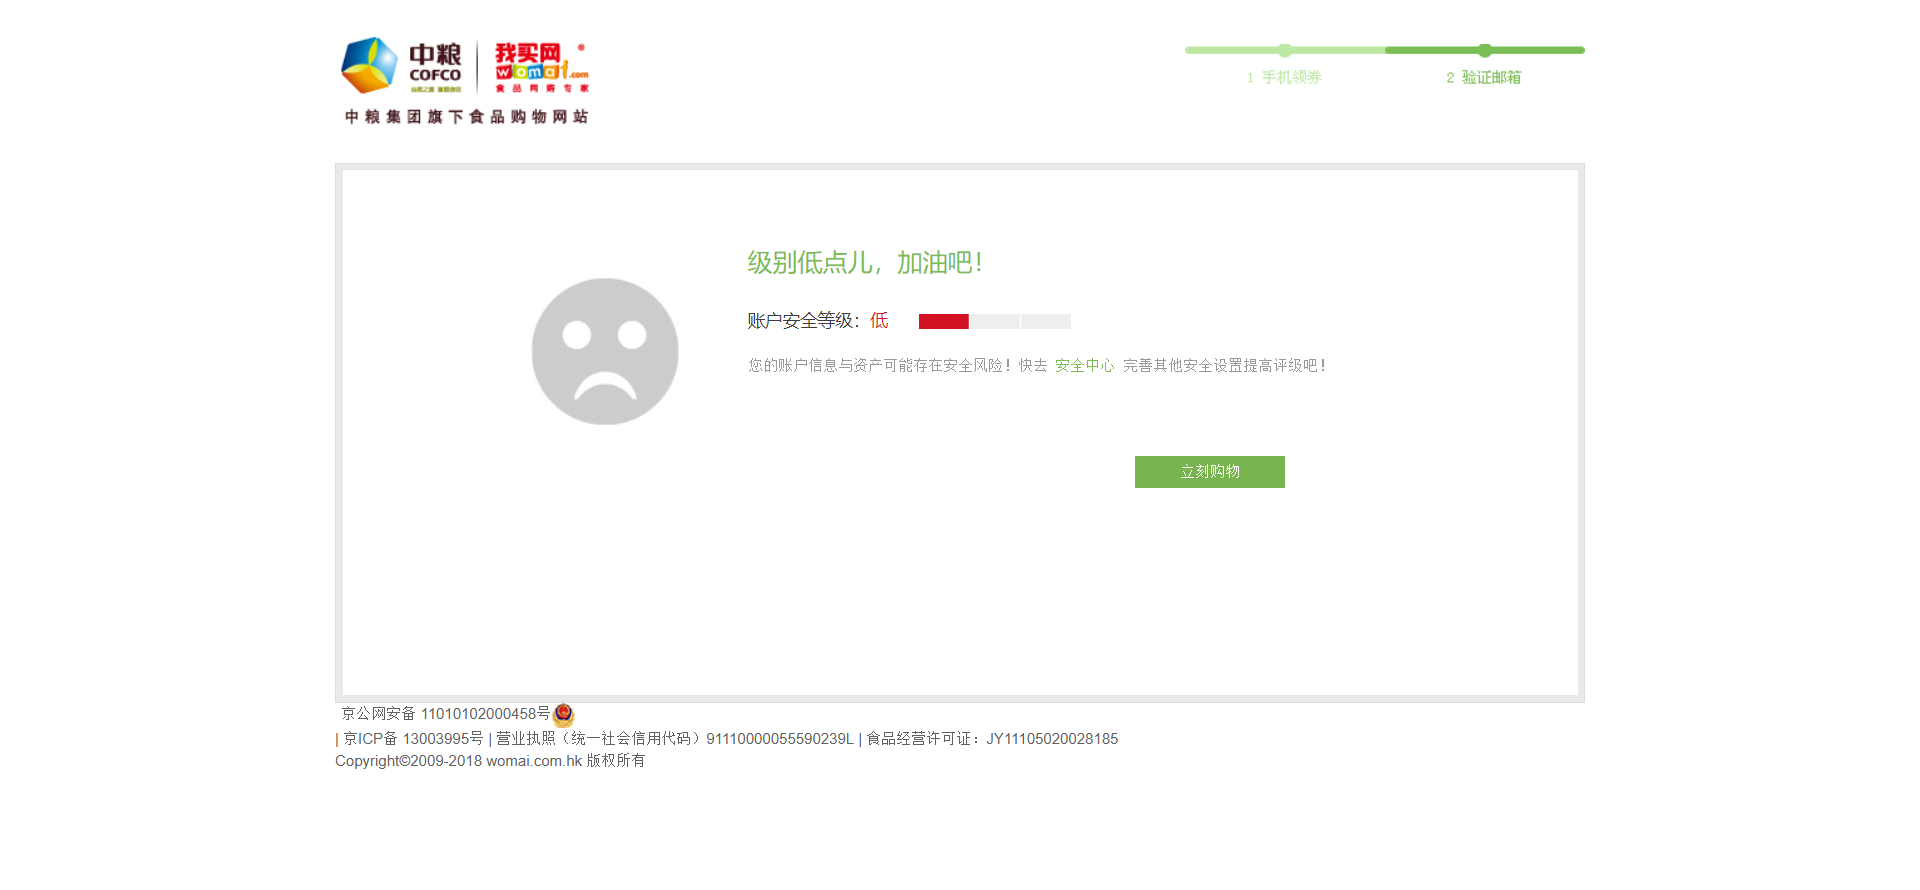 中粮
COFCO
我买网®
womai.com
食品网购专家
中粮集团旗下食品购物网站
1 手机领券
2 验证邮箱
级别低点儿，加油吧！
账户安全等级：低
您的账户信息与资产可能存在安全风险！快去 安全中心 完善其他安全设置提高评级吧！
立刻购物
京公网安备 11010102000458号
| 京ICP备 13003995号 | 营业执照（统一社会信用代码）91110000055590239L | 食品经营许可证：JY11105020028185
Copyright©2009-2018 womai.com.hk 版权所有